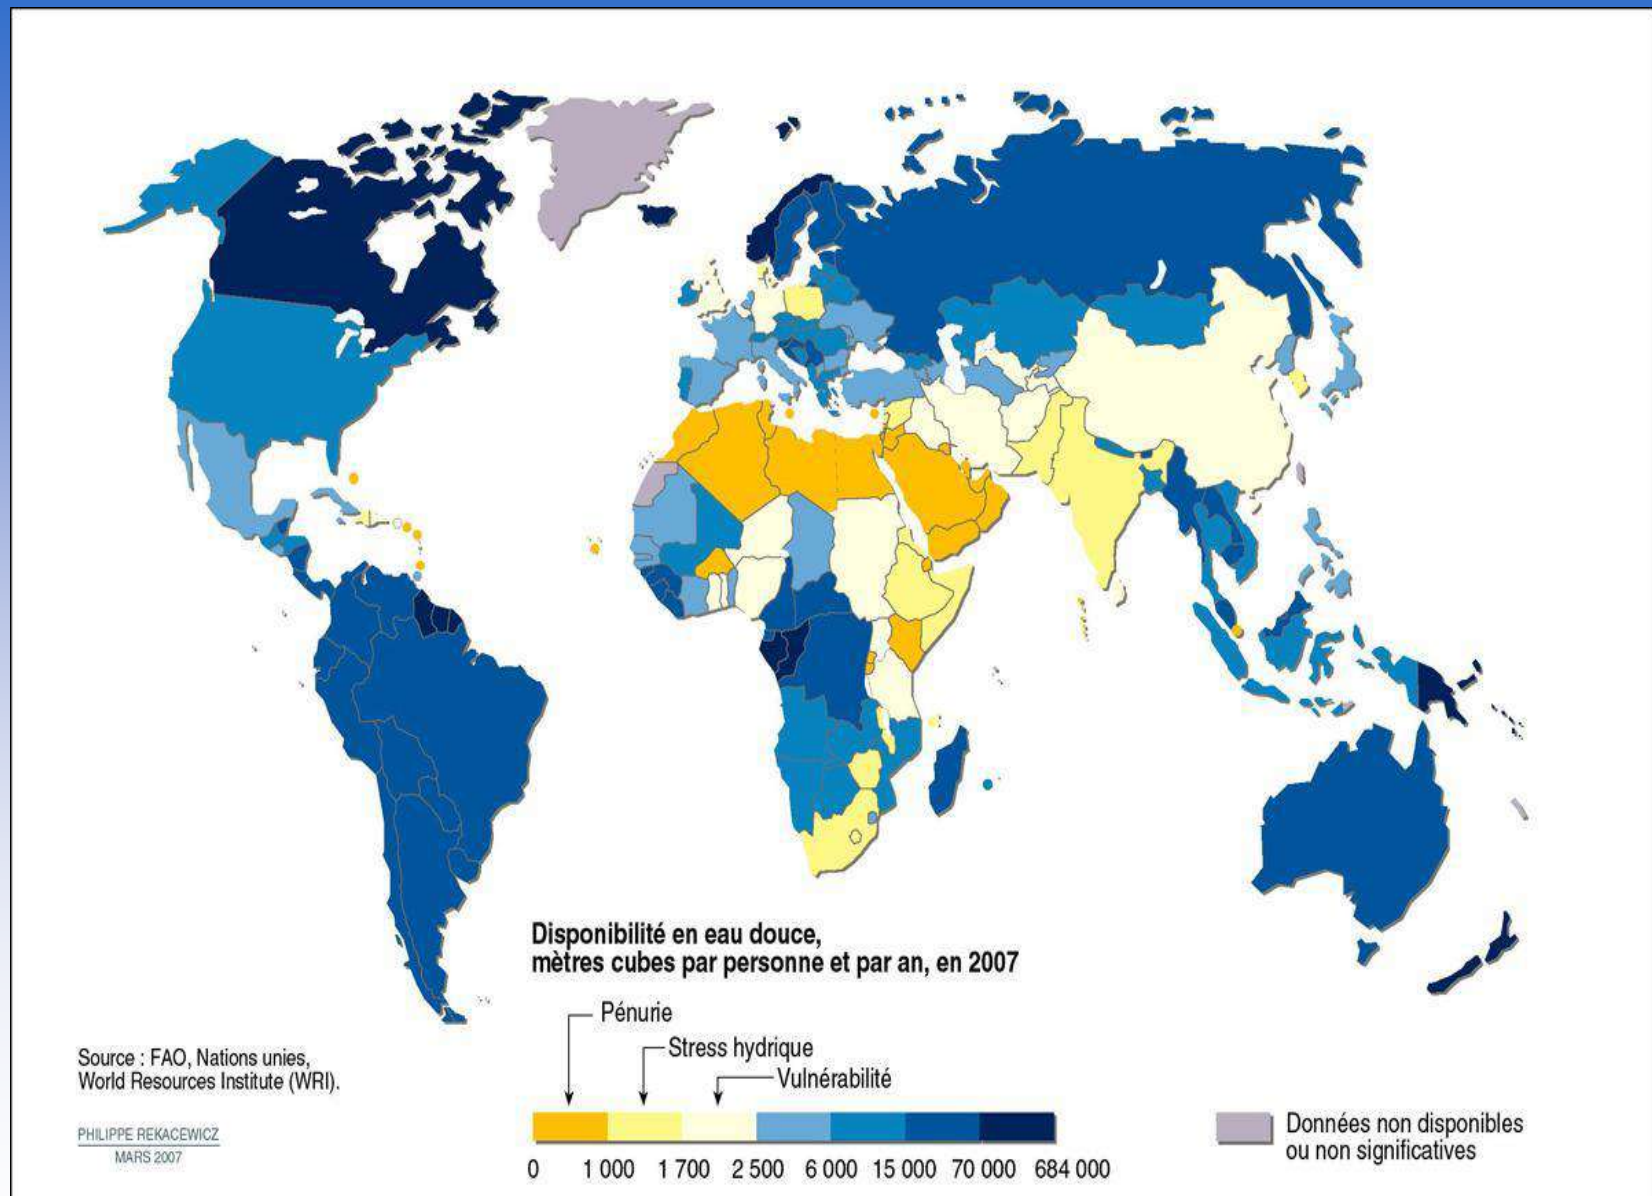 Disponibilité en eau douce,
mètres cubes par personne et par an, en 2007
Pénurie
Stress hydrique
Vulnérabilité
0 1 000 1 700 2 500 6 000 15 000 70 000 684 000
Données non disponibles
ou non significatives
Source : FAO, Nations unies,
World Resources Institute (WRI).
PHILIPPE REKACEWICZ
MARS 2007